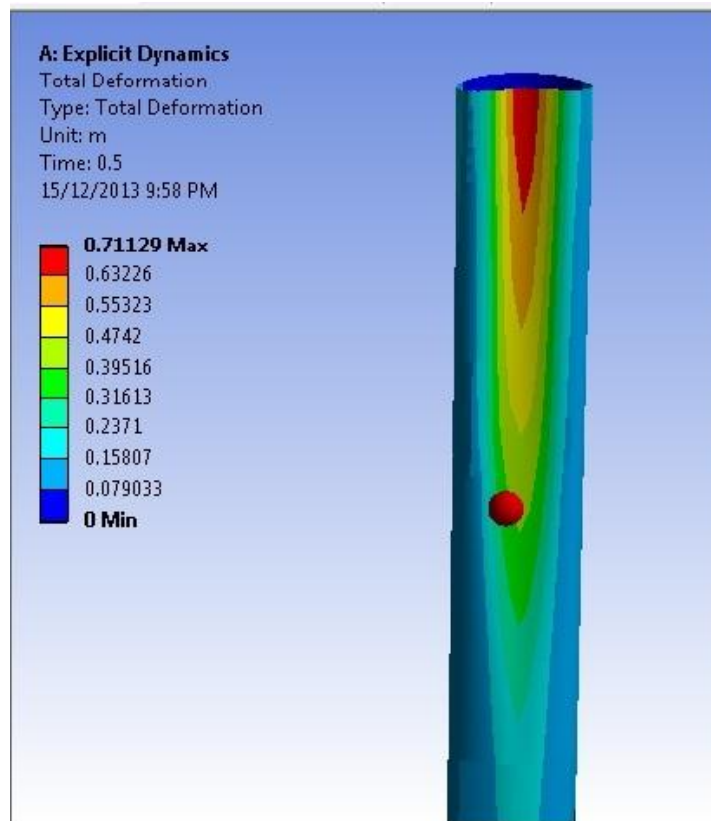 A: Explicit Dynamics
Total Deformation
Type: Total Deformation
Unit: m
Time: 0.5
15/12/2013 9:58 PM
0.71129 Max
0.63226
0.55323
0.4742
0.39516
0.31613
0.2371
0.15807
0.079033
0 Min